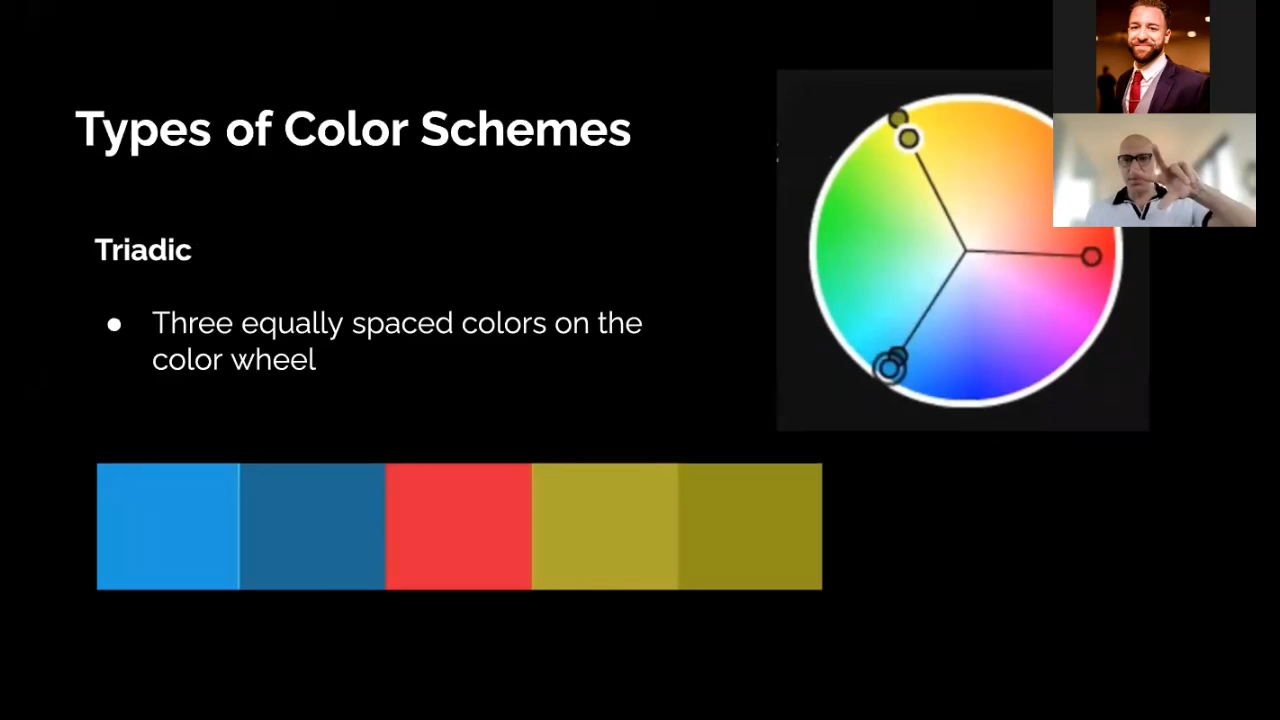 Types of Color Schemes
Triadic
● Three equally spaced colors on the
color wheel